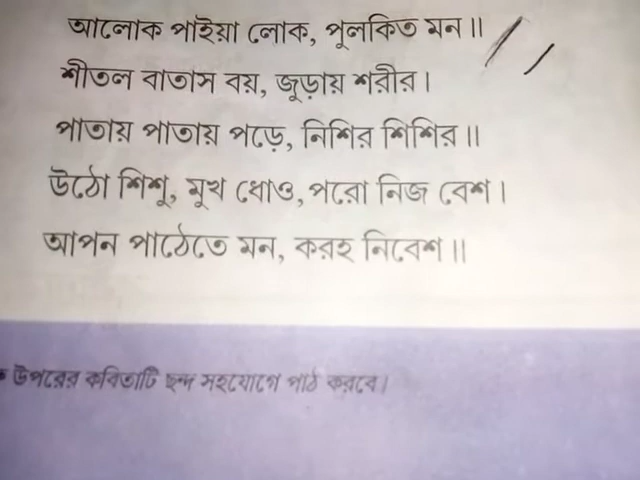 আলোক পাইয়া লোক, পুলকিত মন॥
শীতল বাতাস বয়, জুড়ায় শরীর।
পাতায় পাতায় পড়ে, নিশির শিশির॥
উঠো শিশু, মুখ ধোও, পরো নিজ বেশ।
আপন পাঠেতে মন, করহ নিবেশ॥
উপরের কবিতাটি ছন্দ সহযোগে পাঠ করবে।